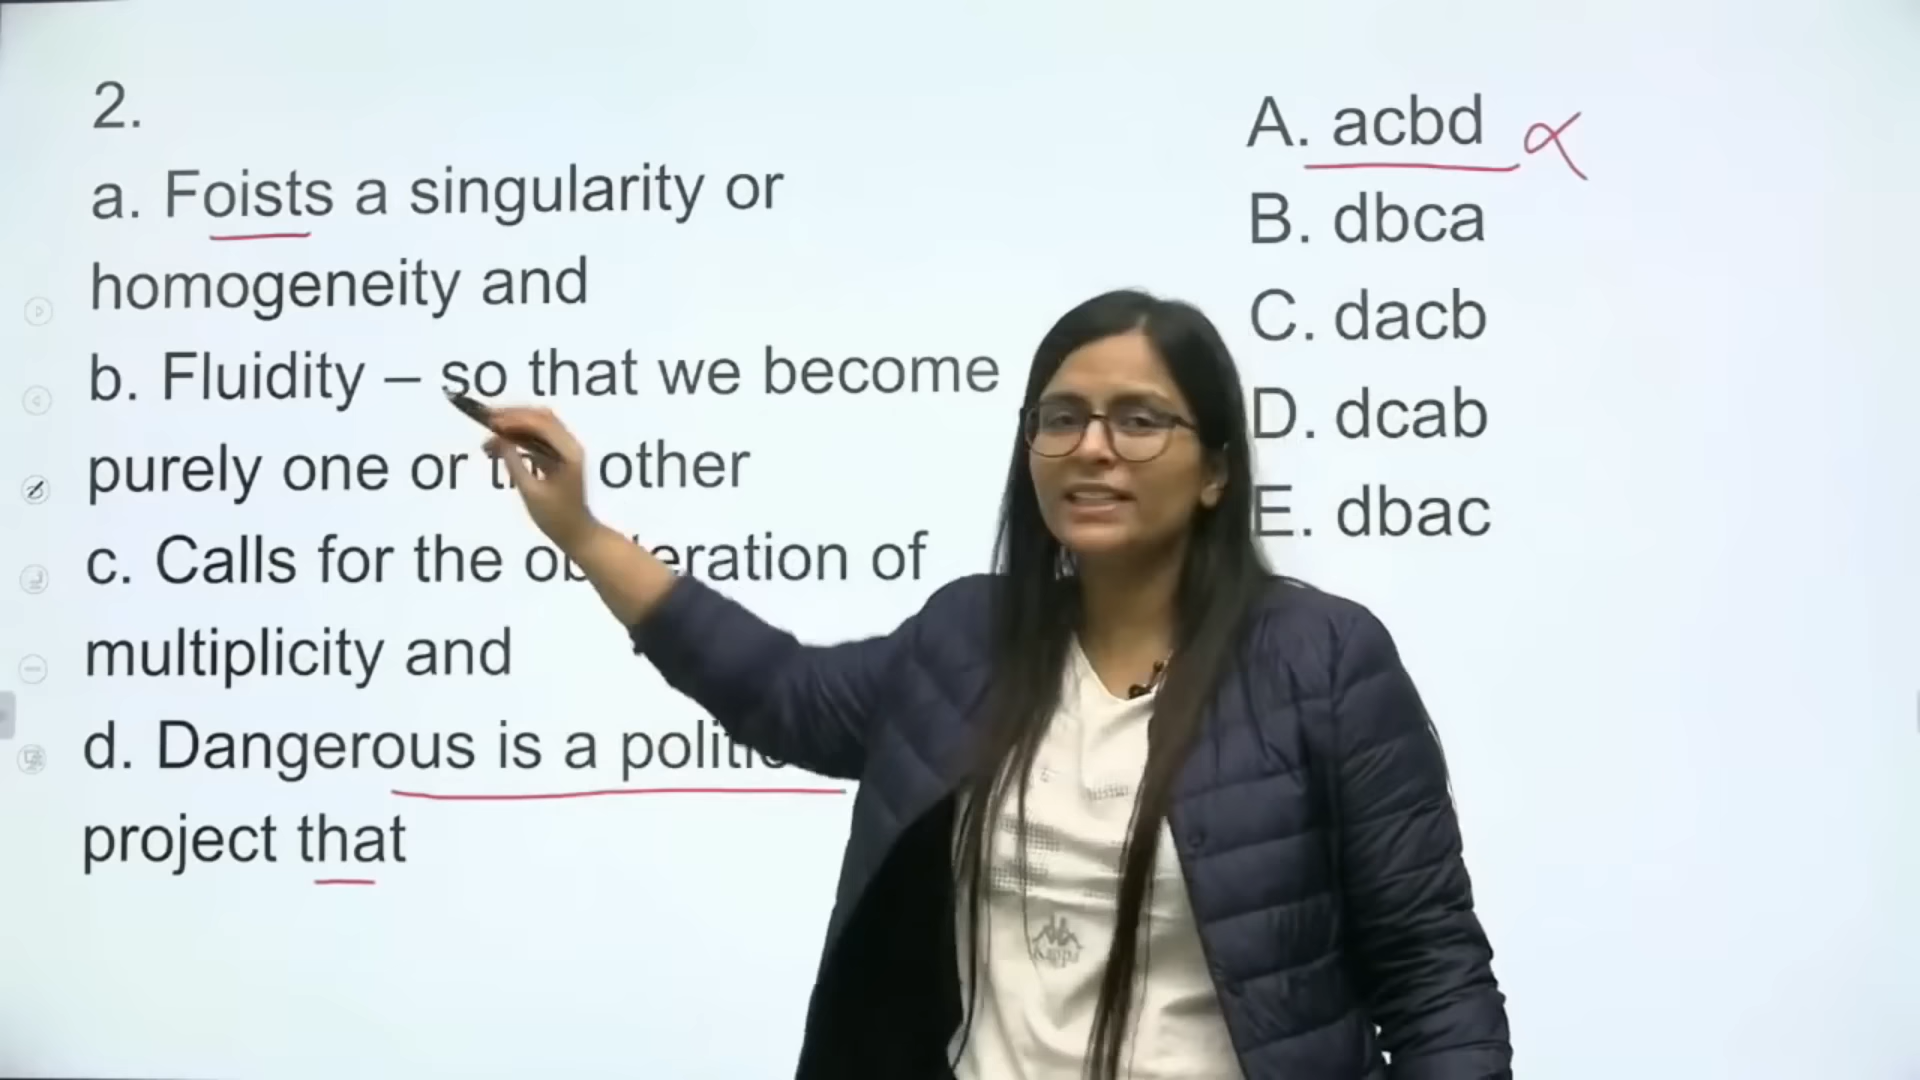 2.
a. Foists a singularity or
homogeneity and
b. Fluidity – so that we become
purely one or other
c. Calls for the of
multiplicity and
d. Dangerous is a
project that
A. acbd
B. dbca
C. dacb
D. dcab
E. dbac
Kappa